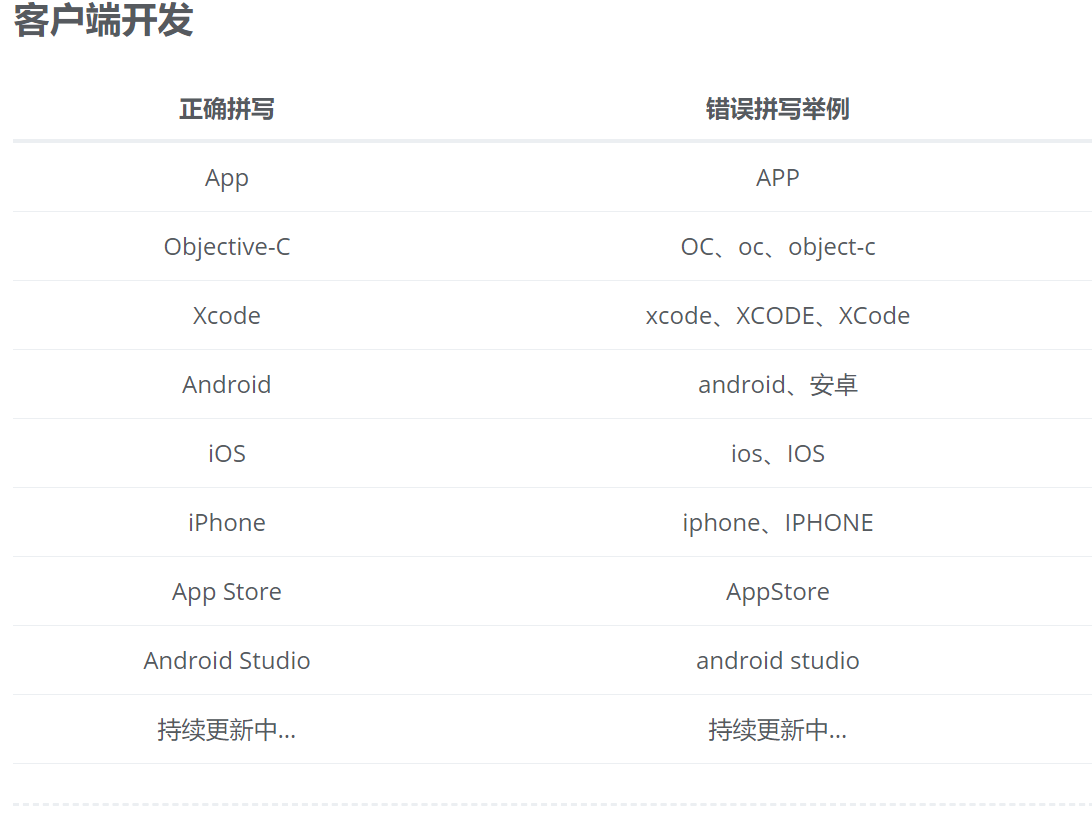 客户端开发
正确拼写 错误拼写举例
App APP
Objective-C OC、oc、object-c
Xcode xcode、XCODE、XCode
Android android、安卓
iOS ios、IOS
iPhone iphone、IPHONE
App Store AppStore
Android Studio android studio
持续更新中... 持续更新中...